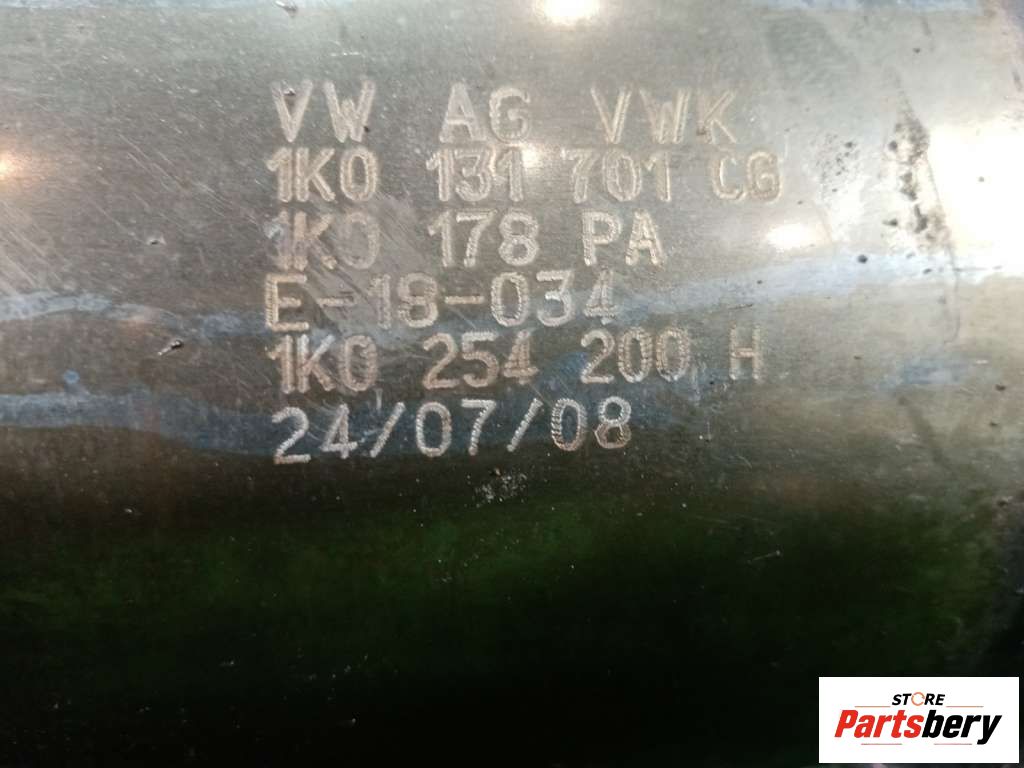 VW AG VWK
1K0 131 701 CG
1K0 178 PA
E-18-034
1K0 254 200 H
24/07/08
STORE
Partsbery